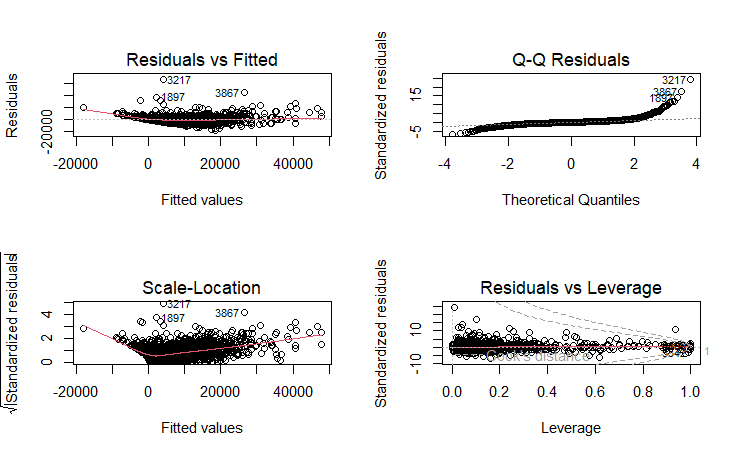 Residuals vs Fitted
Residuals
-20000
3217
1897
3867
-20000 0 20000 40000
Fitted values
Q-Q Residuals
Standardized residuals
-5 15
3217
3867
1897
-4 -2 0 2 4
Theoretical Quantiles
Scale-Location
√|Standardized residuals|
0 2 4
3217
1897
3867
-20000 0 20000 40000
Fitted values
Residuals vs Leverage
Standardized residuals
-10 10
Cook's distance
1
0.0 0.2 0.4 0.6 0.8 1.0
Leverage